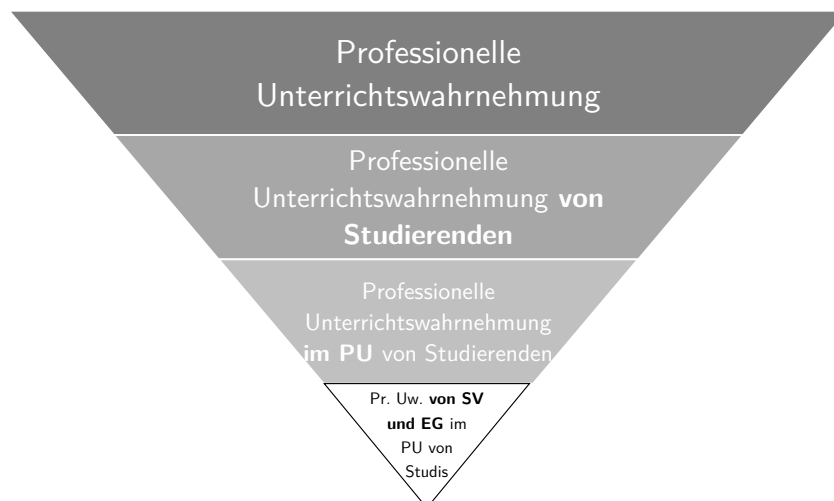 Professionelle
Unterrichtswahrnehmung
Professionelle
Unterrichtswahrnehmung von
Studierenden
Professionelle
Unterrichtswahrnehmung
im PU von Studierenden
Pr. Uw. von SV
und EG im
PU von
Studis